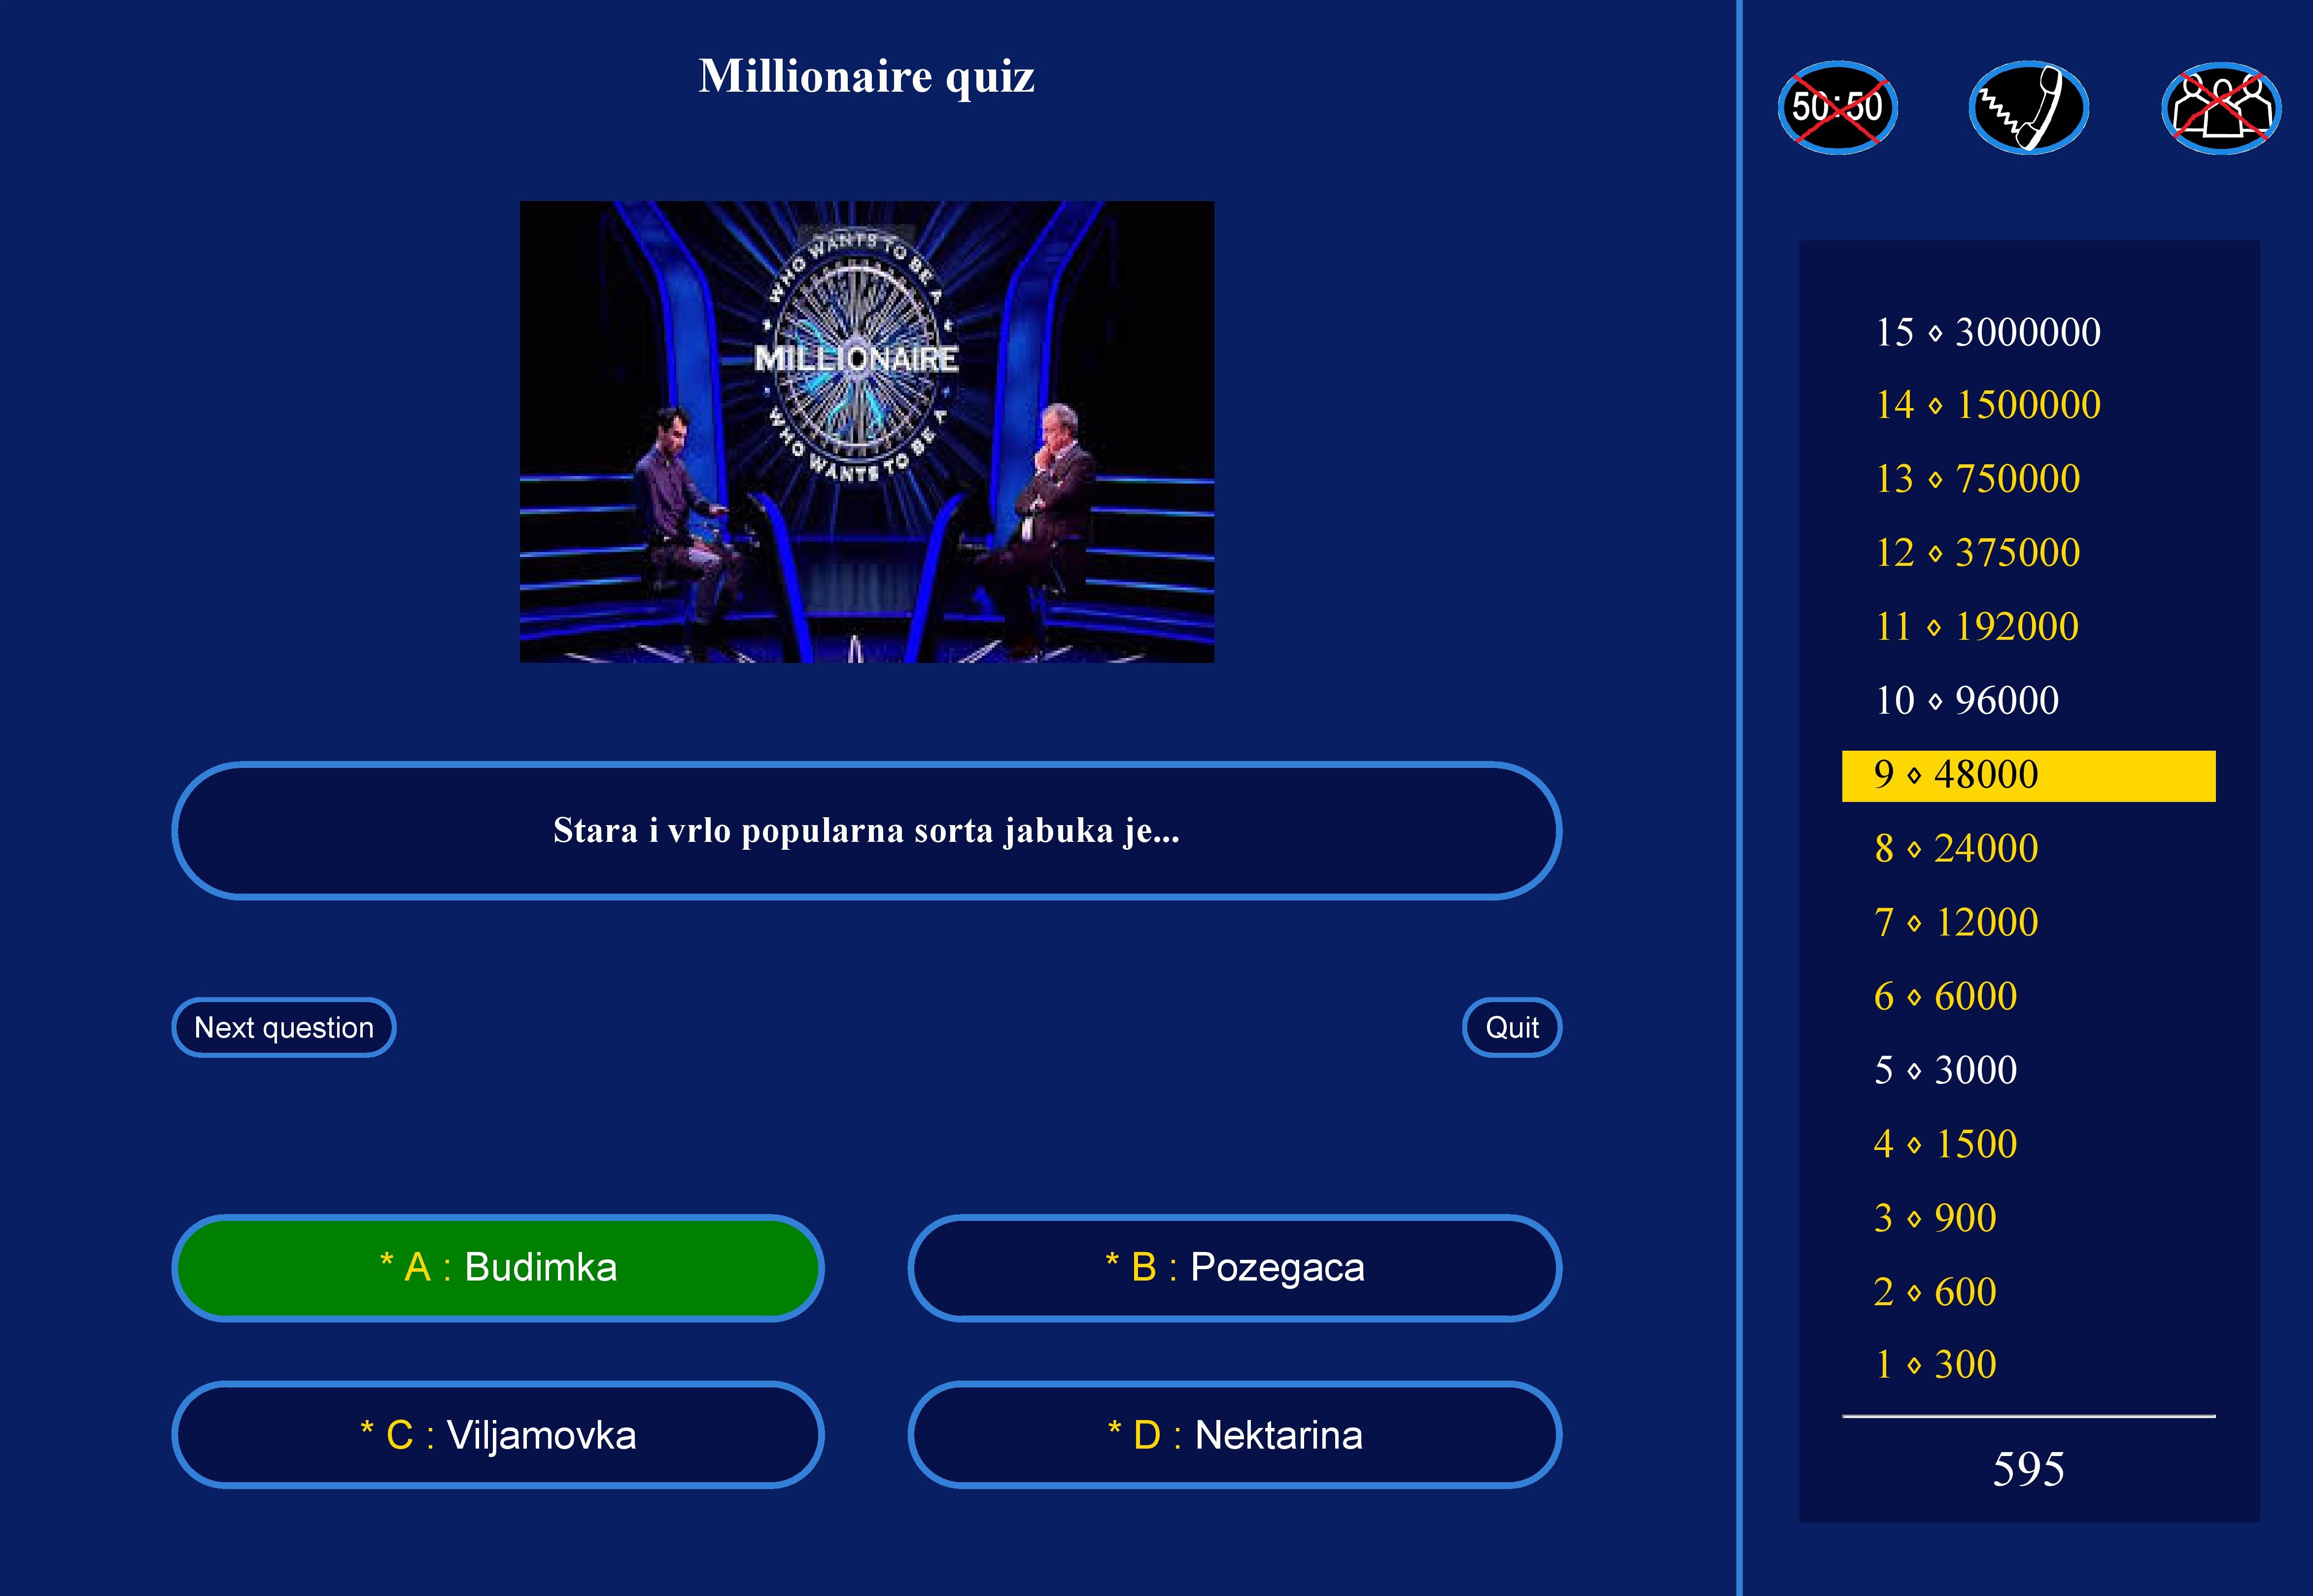 Millionaire quiz
50:50
WHO WANTS TO BE A
MILLIONAIRE
WHO WANTS TO BE A
Stara i vrlo popularna sorta jabuka je...
Next question
Quit
* A : Budimka
* B : Pozegaca
* C : Viljamovka
* D : Nektarina
15 ⋄ 3000000
14 ⋄ 1500000
13 ⋄ 750000
12 ⋄ 375000
11 ⋄ 192000
10 ⋄ 96000
9 ⋄ 48000
8 ⋄ 24000
7 ⋄ 12000
6 ⋄ 6000
5 ⋄ 3000
4 ⋄ 1500
3 ⋄ 900
2 ⋄ 600
1 ⋄ 300
595